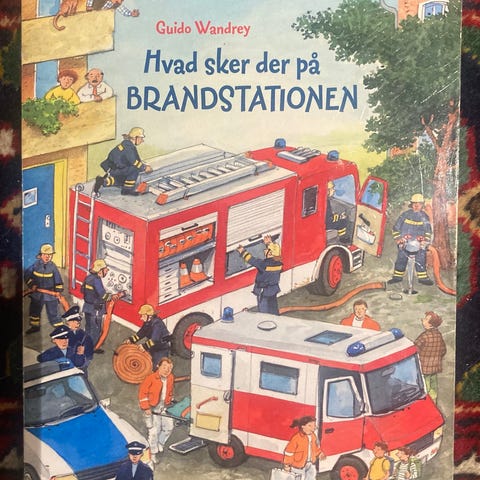 Guido Wandrey
Hvad sker der på
BRANDSTATIONEN